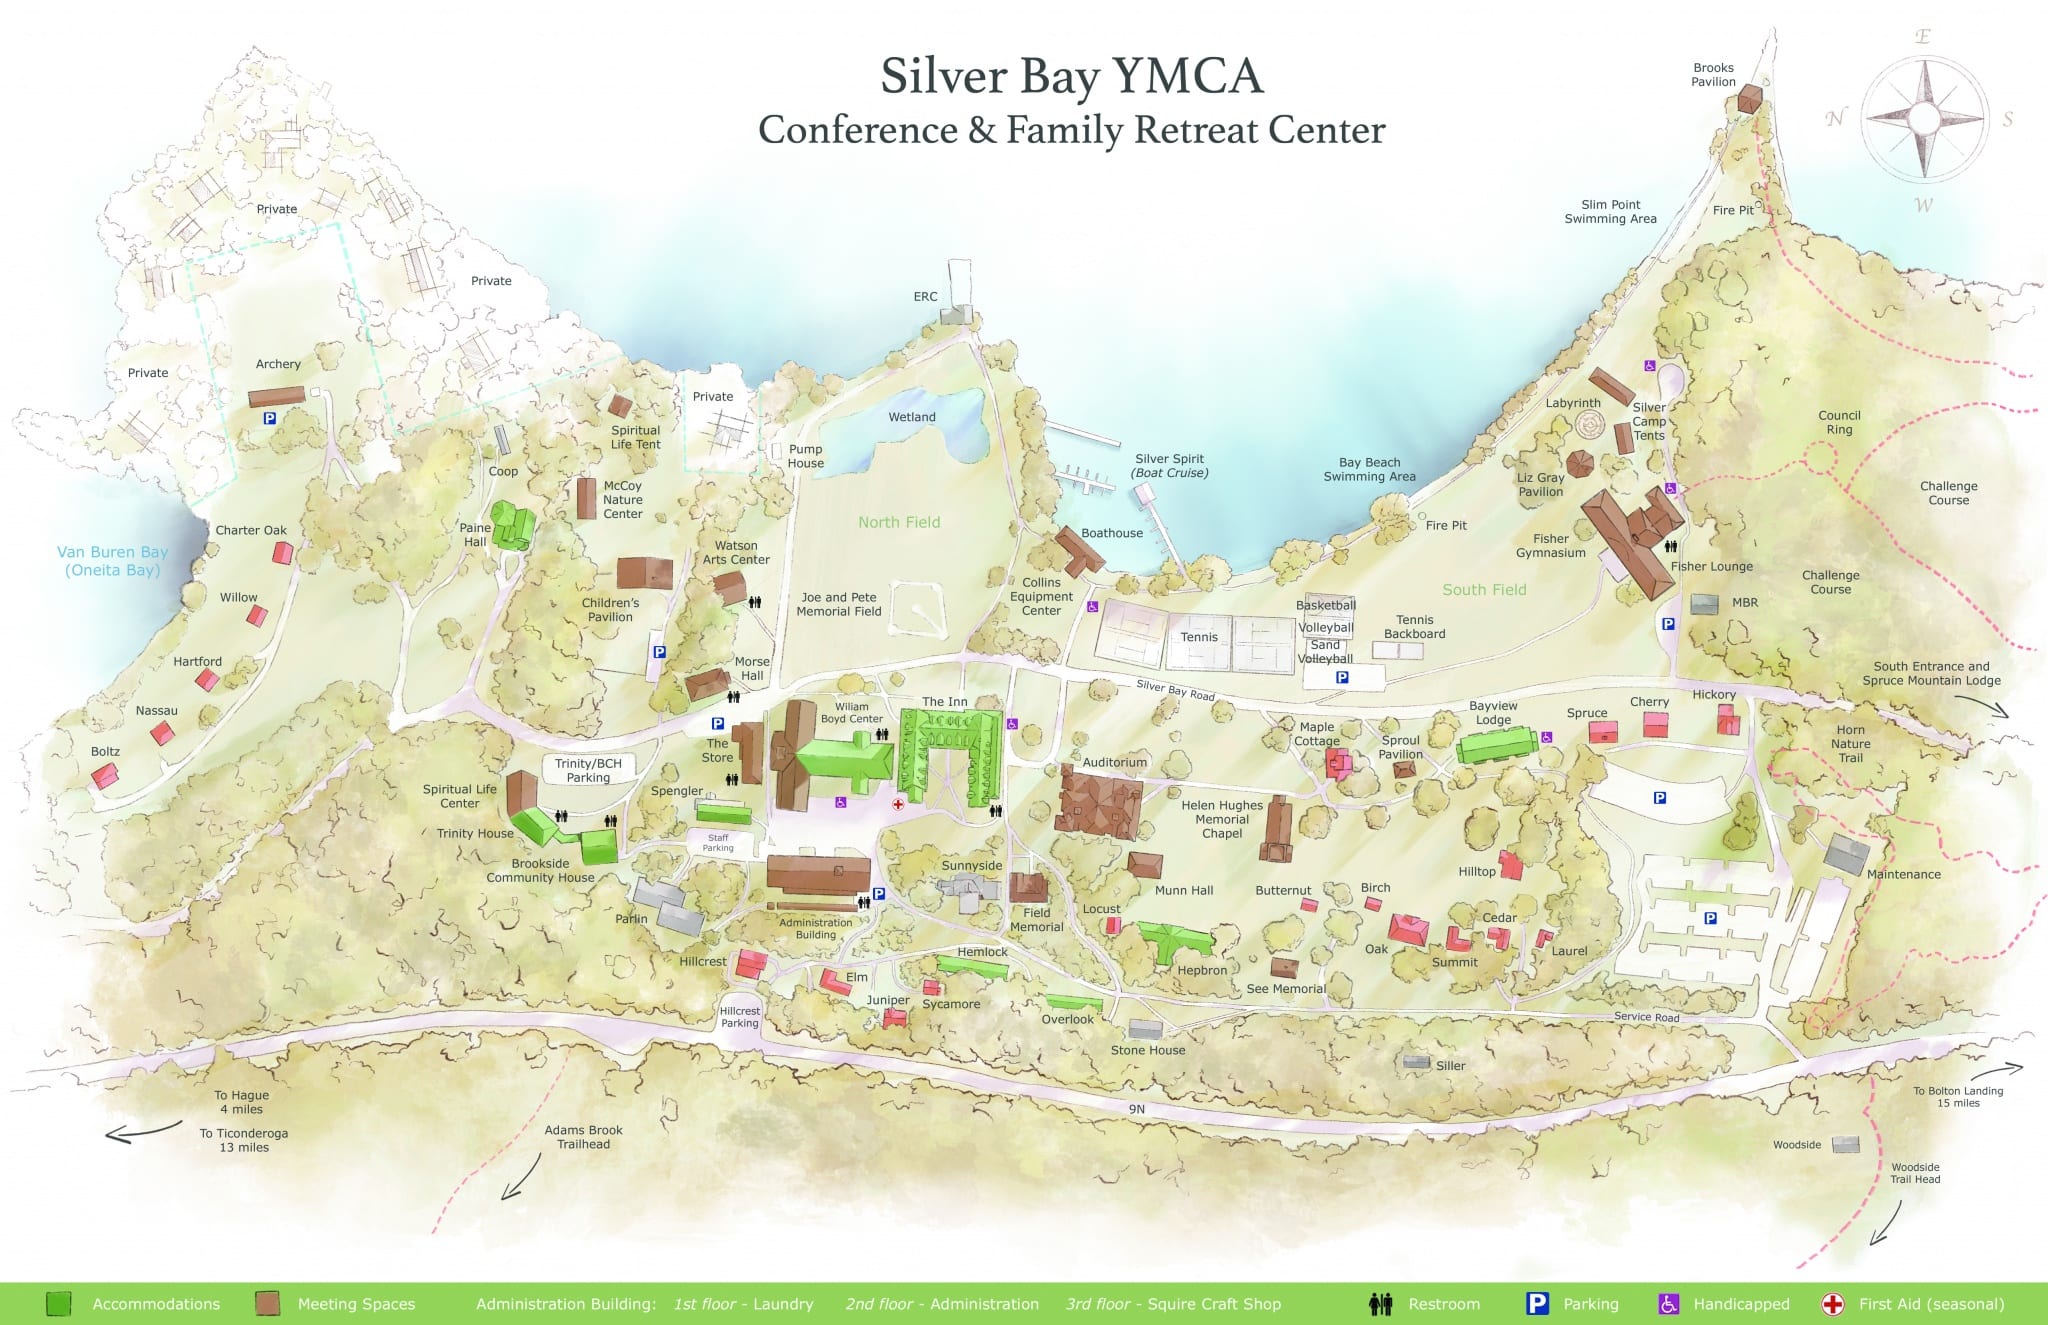 Silver Bay YMCA
Conference & Family Retreat Center
E
N
S
W
Brooks
Pavilion
Fire Pit
Slim Point
Swimming Area
Private
Private
Private
Private
ERC
Archery
P
Wetland
Pump
House
Spiritual
Life Tent
Coop
McCoy
Nature
Center
Paine
Hall
Charter Oak
Van Buren Bay
(Oneita Bay)
Willow
Hartford
Nassau
Boltz
Children's
Pavilion
Watson
Arts Center
P
Morse
Hall
North Field
Joe and Pete
Memorial Field
Collins
Equipment
Center
Boathouse
Silver Spirit
(Boat Cruise)
Bay Beach
Swimming Area
Fire Pit
Labyrinth
Silver
Camp
Tents
Liz Gray
Pavilion
Fisher
Gymnasium
Fisher Lounge
MBR
P
Council
Ring
Challenge
Course
Challenge
Course
South Field
Tennis
Basketball
Volleyball
Sand
Volleyball
Tennis
Backboard
P
Silver Bay Road
South Entrance and
Spruce Mountain Lodge
P
The
Store
Wiliam
Boyd Center
The Inn
Trinity/BCH
Parking
Spiritual Life
Center
Trinity House
Brookside
Community House
Spengler
Staff
Parking
Parlin
Administration
Building
P
Sunnyside
Field
Memorial
Auditorium
Munn Hall
Helen Hughes
Memorial
Chapel
Maple
Cottage
Sproul
Pavilion
Bayview
Lodge
Spruce
Cherry
Hickory
Horn
Nature
Trail
P
P
Maintenance
Hilltop
Butternut
Birch
Oak
Cedar
Summit
Laurel
Locust
Hepbron
See Memorial
Hillcrest
Hillcrest
Parking
Elm
Juniper
Sycamore
Hemlock
Overlook
Stone House
Siller
Service Road
9N
To Hague
4 miles
To Ticonderoga
13 miles
Adams Brook
Trailhead
To Bolton Landing
15 miles
Woodside
Woodside
Trail Head
Accommodations
Meeting Spaces
Administration Building: 1st floor - Laundry 2nd floor - Administration 3rd floor - Squire Craft Shop
Restroom
P Parking
Handicapped
First Aid (seasonal)